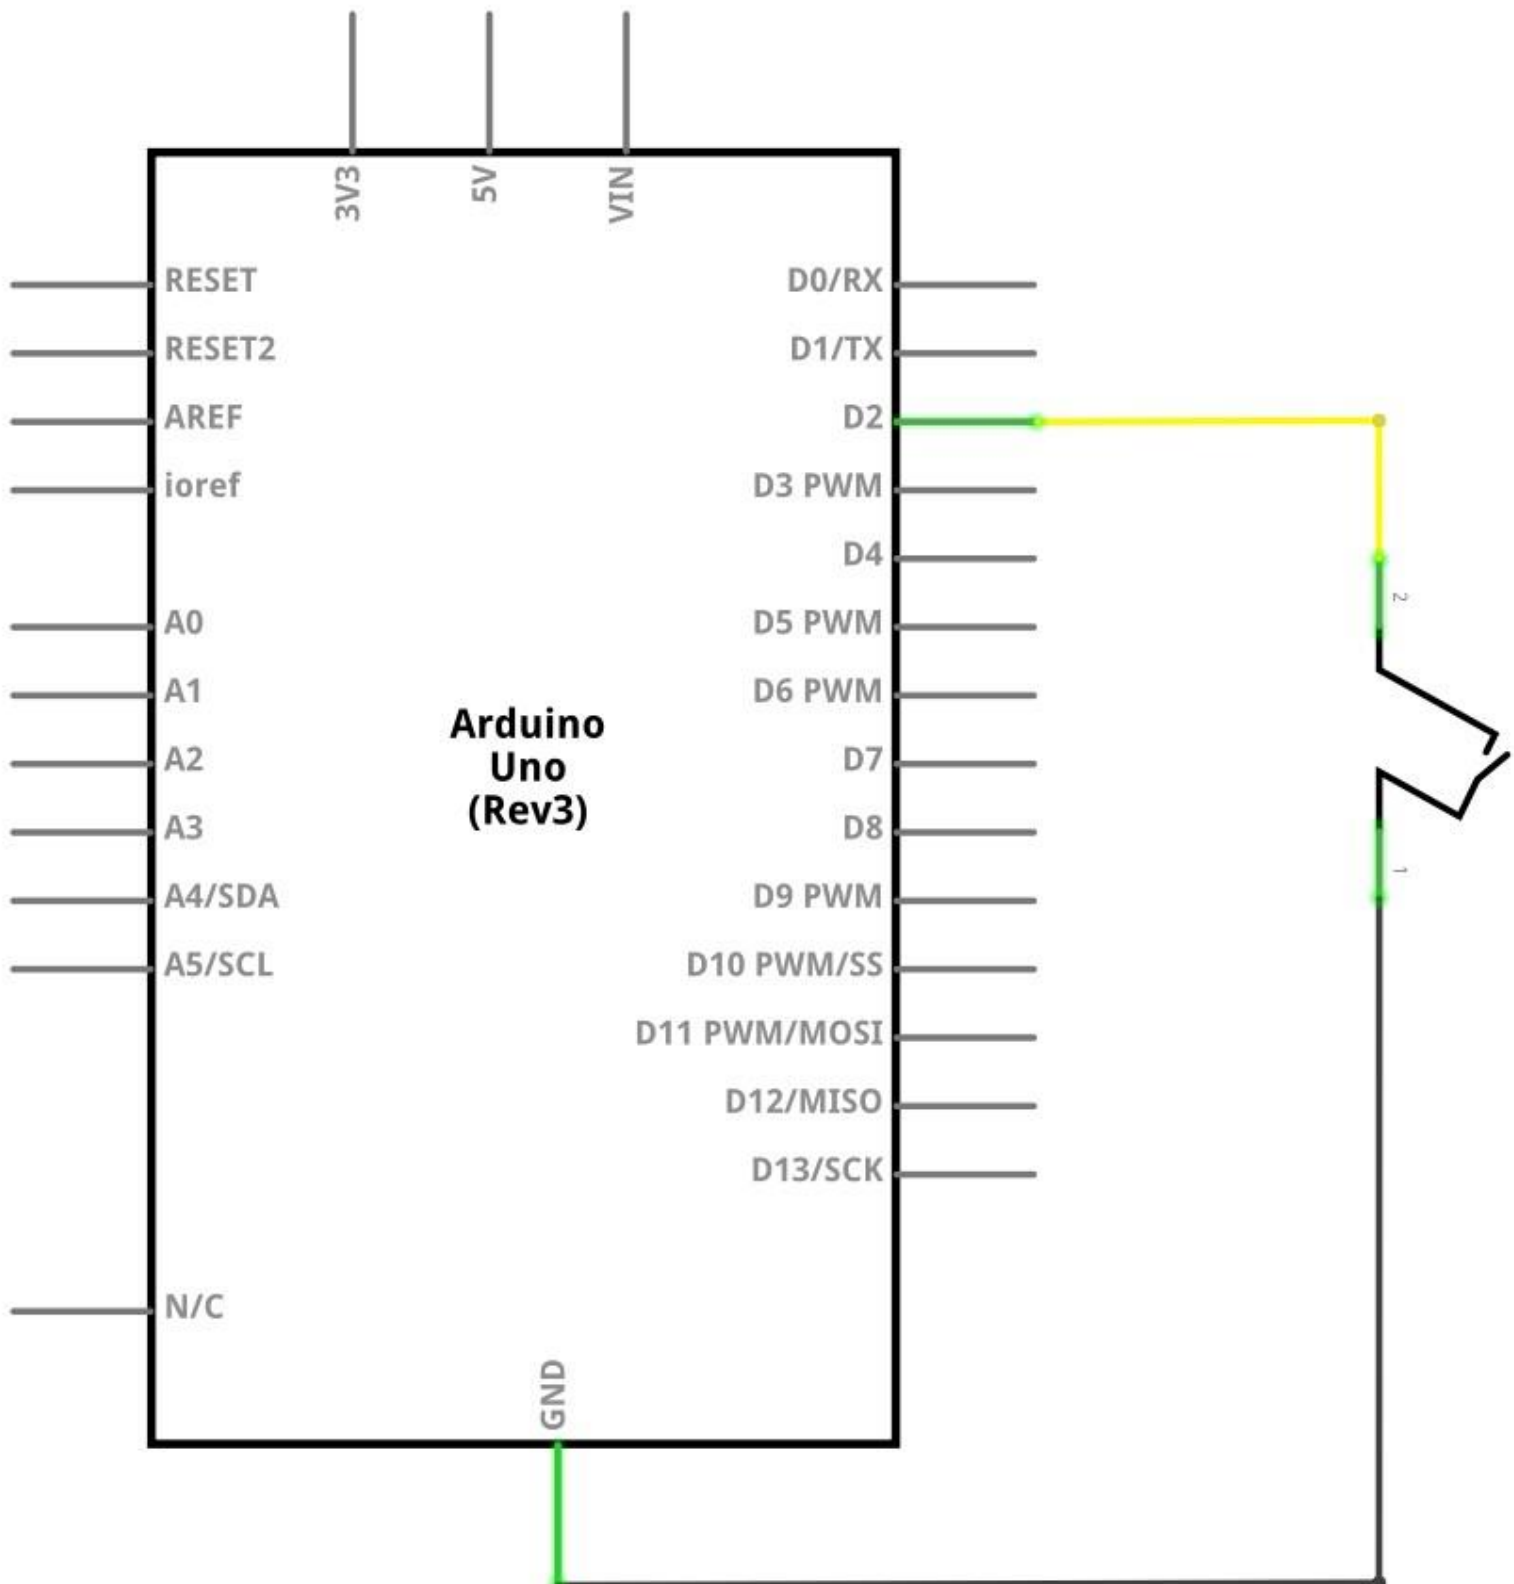 3V3
5V
VIN
RESET
D0/RX
RESET2
D1/TX
AREF
D2
ioref
D3 PWM
D4
2
A0
D5 PWM
A1
D6 PWM
Arduino
Uno
(Rev3)
A2
D7
A3
D8
1
A4/SDA
D9 PWM
A5/SCL
D10 PWM/SS
D11 PWM/MOSI
D12/MISO
D13/SCK
N/C
GND